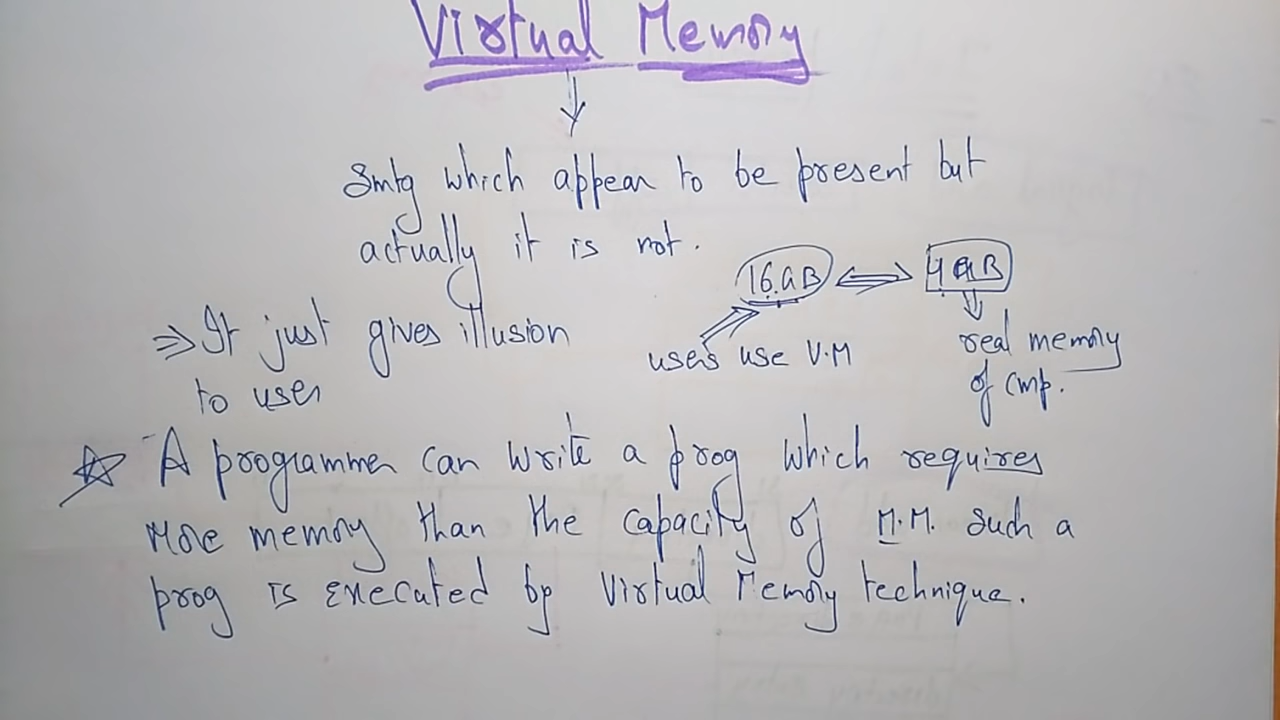 Virtual Memory
Smtg which appear to be present but
actually it is not.
16.GB 4 GB
⇒ It just gives illusion
to user
users use V.M
real memory
of cmp.
A programmer can write a prog which requires
More memory than the capacity of M.M. such a
prog is executed by Virtual Memory technique.